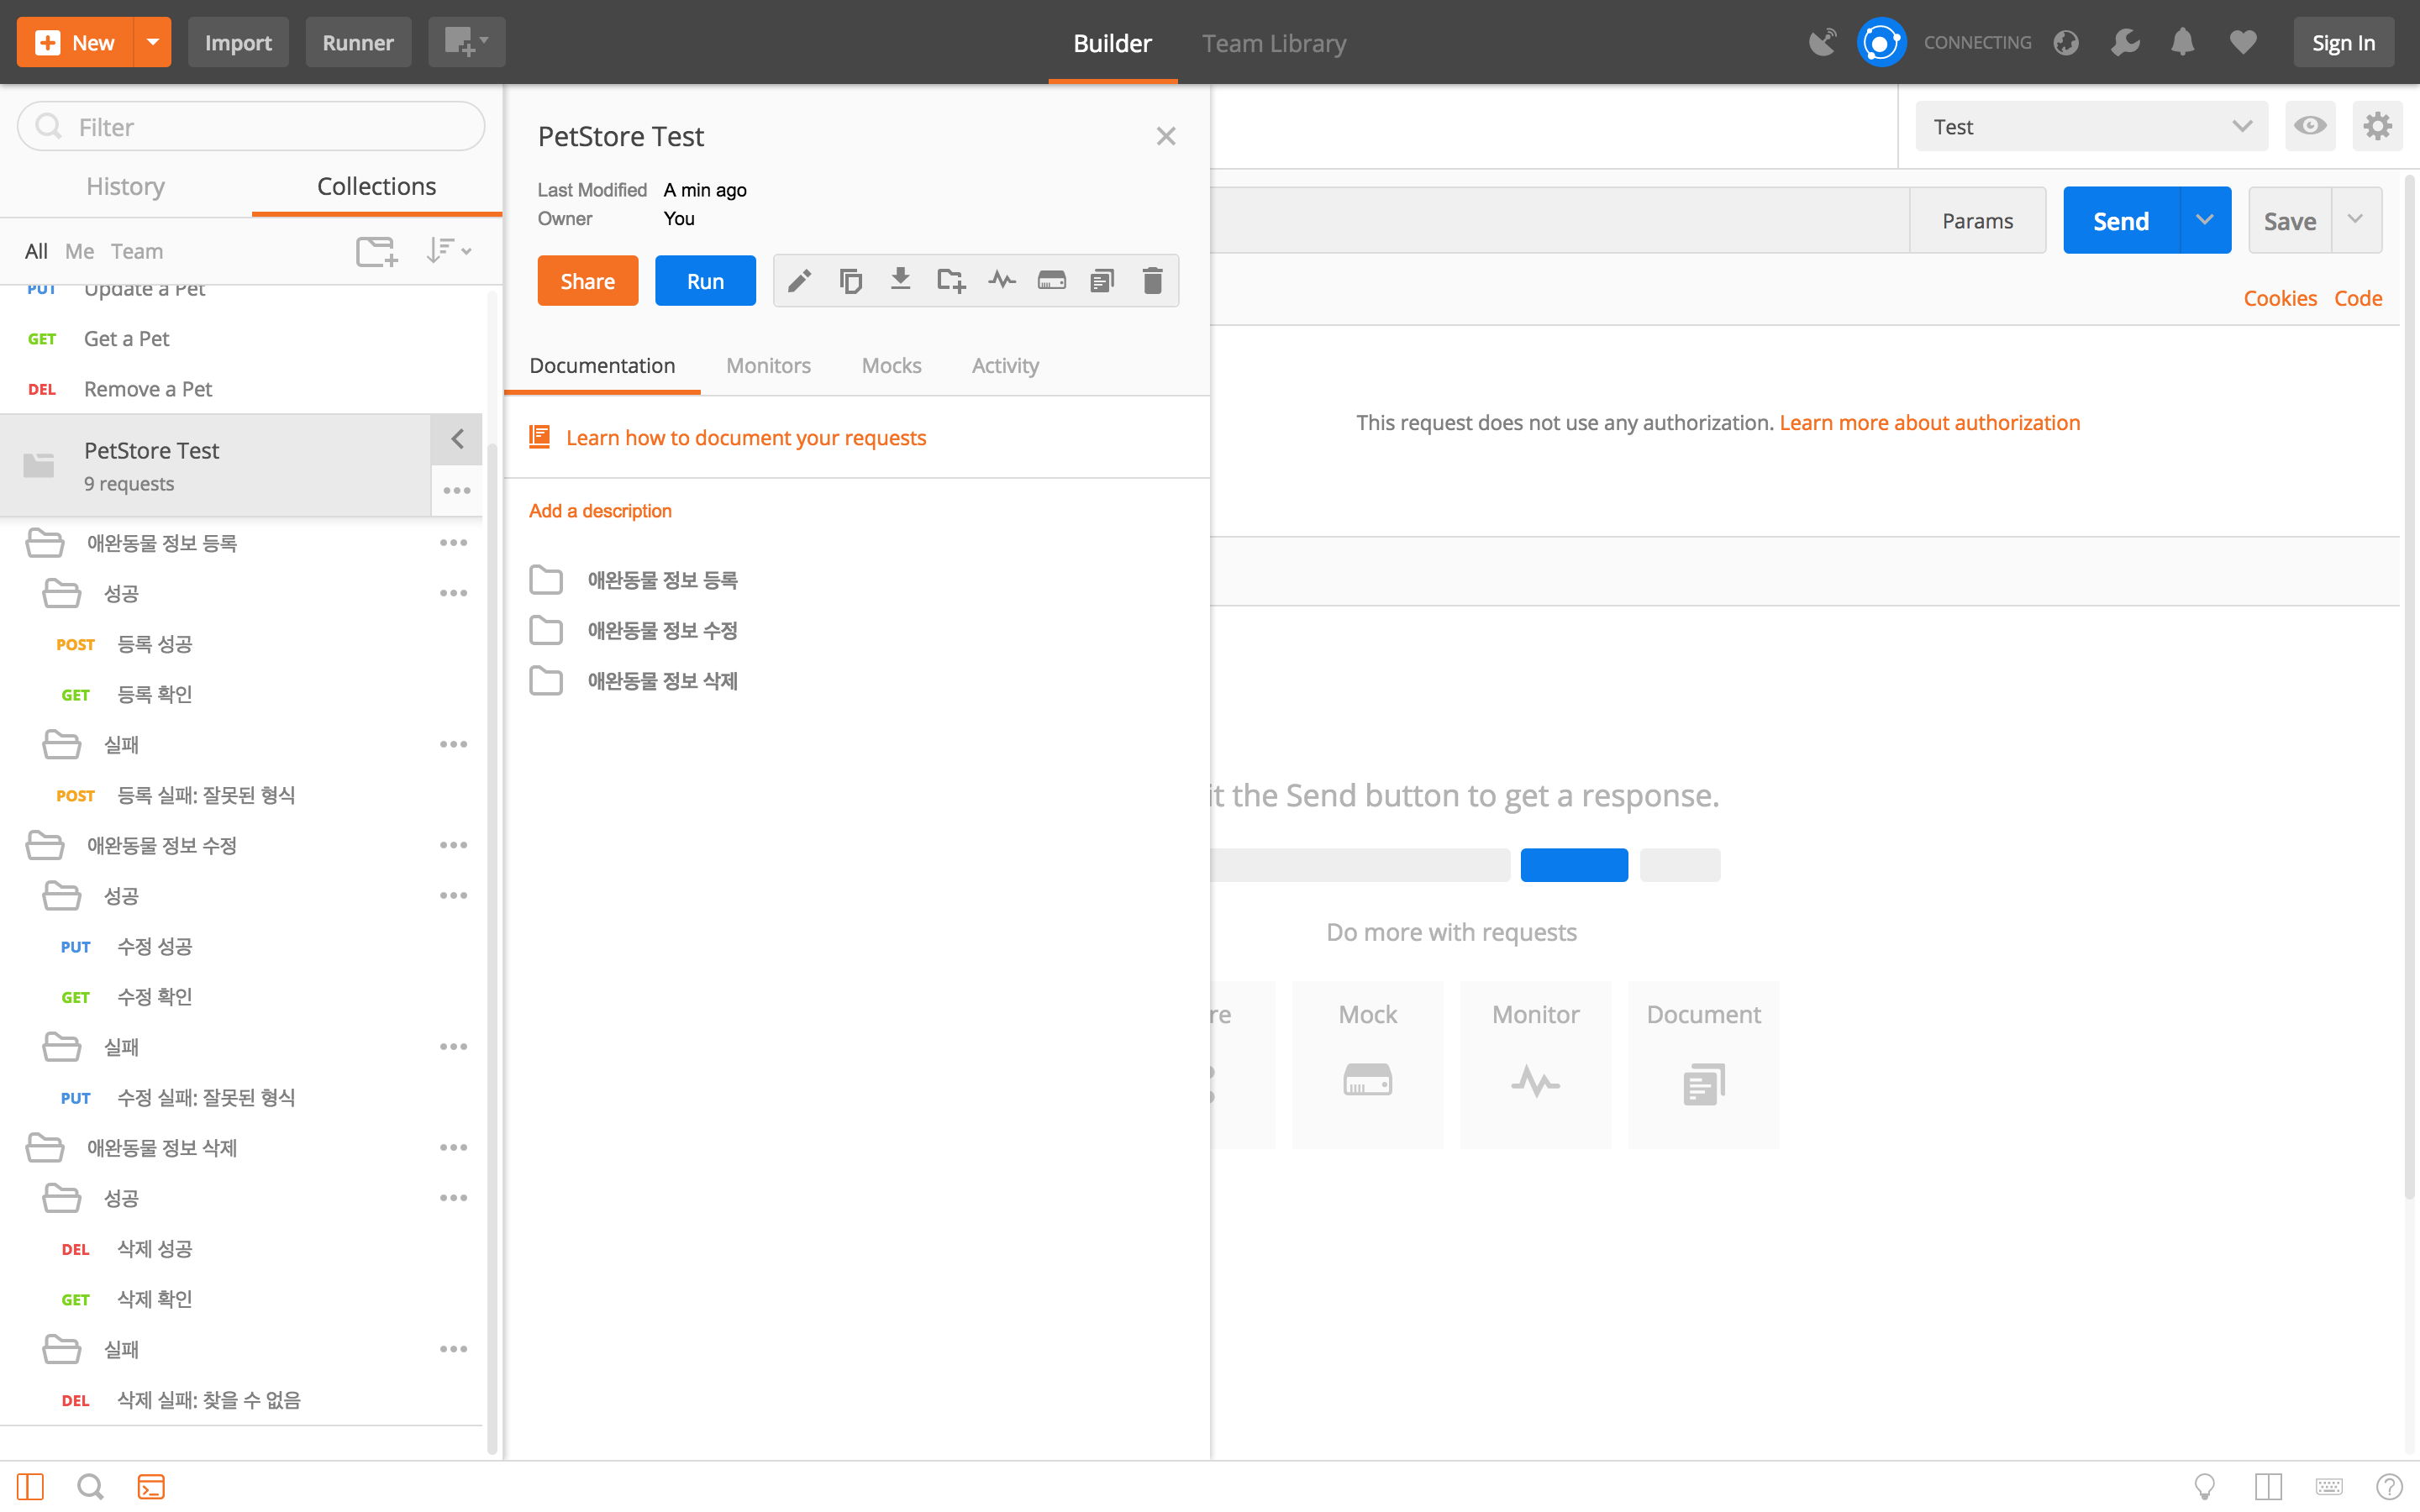 New
Import
Runner
Builder
Team Library
CONNECTING
Sign In
Filter
History
Collections
All Me Team
PUT Update a Pet
GET Get a Pet
DEL Remove a Pet
PetStore Test
9 requests
애완동물 정보 등록
성공
POST 등록 성공
GET 등록 확인
실패
POST 등록 실패: 잘못된 형식
애완동물 정보 수정
성공
PUT 수정 성공
GET 수정 확인
실패
PUT 수정 실패: 잘못된 형식
애완동물 정보 삭제
성공
DEL 삭제 성공
GET 삭제 확인
실패
DEL 삭제 실패: 찾을 수 없음
PetStore Test
Last Modified A min ago
Owner You
Share
Run
Documentation
Monitors
Mocks
Activity
Learn how to document your requests
Add a description
애완동물 정보 등록
애완동물 정보 수정
애완동물 정보 삭제
Test
Params
Send
Save
Cookies
Code
This request does not use any authorization. Learn more about authorization
it the Send button to get a response.
Do more with requests
re
Mock
Monitor
Document